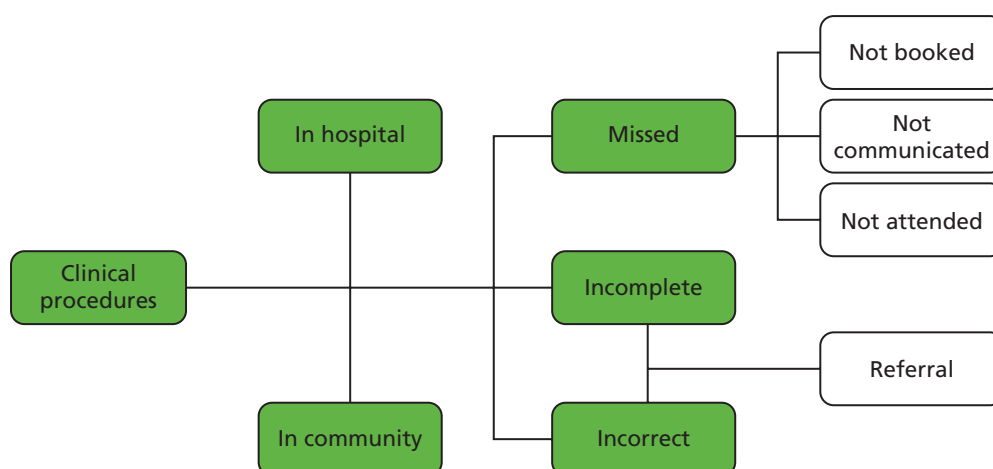 Not booked
In hospital
Missed
Not
communicated
Not attended
Clinical
procedures
Incomplete
Referral
In community
Incorrect